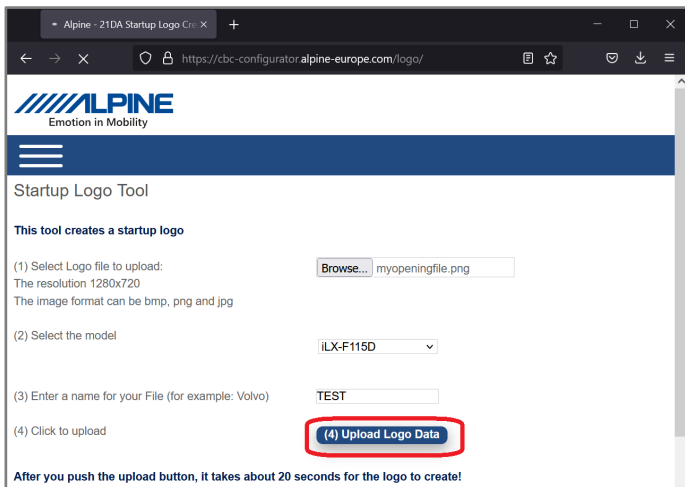 Alpine - 21DA Startup Logo Cre
https://cbc-configurator.alpine-europe.com/logo/
ALPINE
Emotion in Mobility
Startup Logo Tool
This tool creates a startup logo
(1) Select Logo file to upload: Browse... myopeningfile.png
The resolution 1280x720
The image format can be bmp, png and jpg
(2) Select the model iLX-F115D
(3) Enter a name for your File (for example: Volvo) TEST
(4) Click to upload (4) Upload Logo Data
After you push the upload button, it takes about 20 seconds for the logo to create!